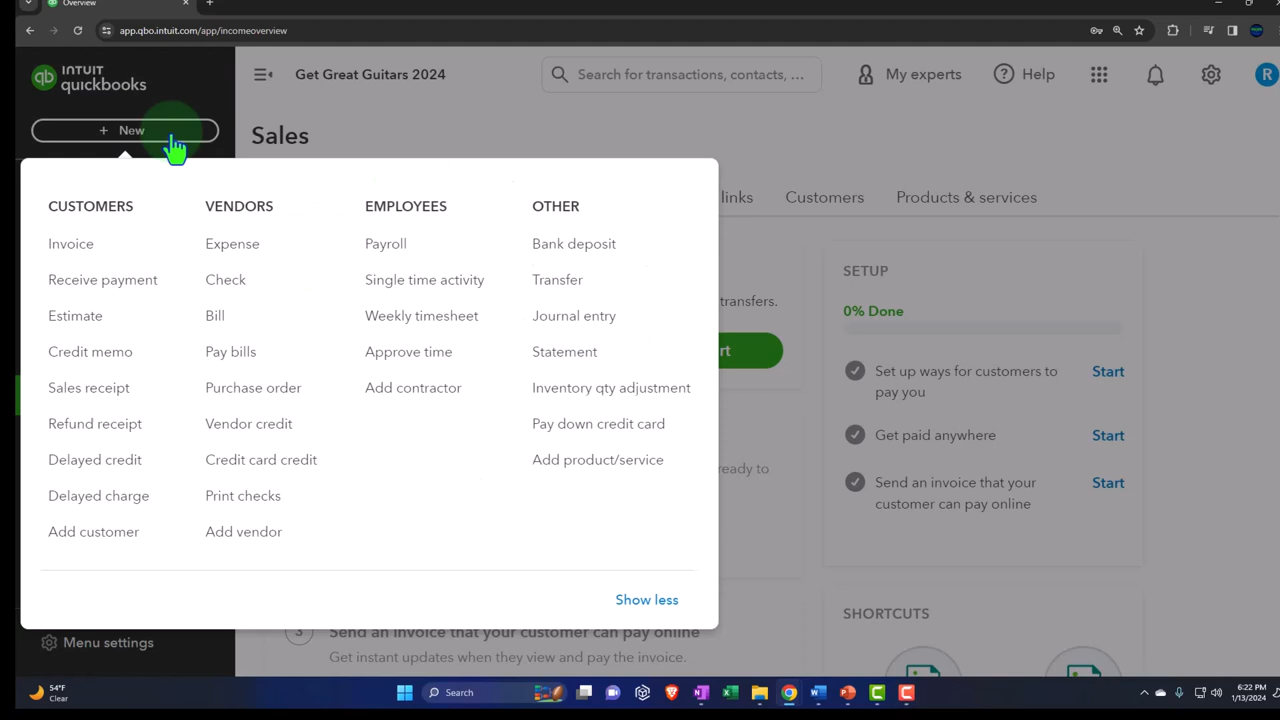 Overview
app.qbo.intuit.com/app/incomeoverview
qb INTUIT
quickbooks
Get Great Guitars 2024
Search for transactions, contacts, ...
My experts
Help
R
+ New
Sales
links
Customers
Products & services
CUSTOMERS
Invoice
Receive payment
Estimate
Credit memo
Sales receipt
Refund receipt
Delayed credit
Delayed charge
Add customer
VENDORS
Expense
Check
Bill
Pay bills
Purchase order
Vendor credit
Credit card credit
Print checks
Add vendor
EMPLOYEES
Payroll
Single time activity
Weekly timesheet
Approve time
Add contractor
OTHER
Bank deposit
Transfer
Journal entry
Statement
Inventory qty adjustment
Pay down credit card
Add product/service
Show less
transfers.
rt
ready to
SETUP
0% Done
Set up ways for customers to
pay you
Start
Get paid anywhere
Start
Send an invoice that your
customer can pay online
Start
SHORTCUTS
3 Send an invoice that your customer can pay online
Get instant updates when they view and pay the invoice.
Menu settings
54°F
Clear
Search
6:22 PM
1/13/2024